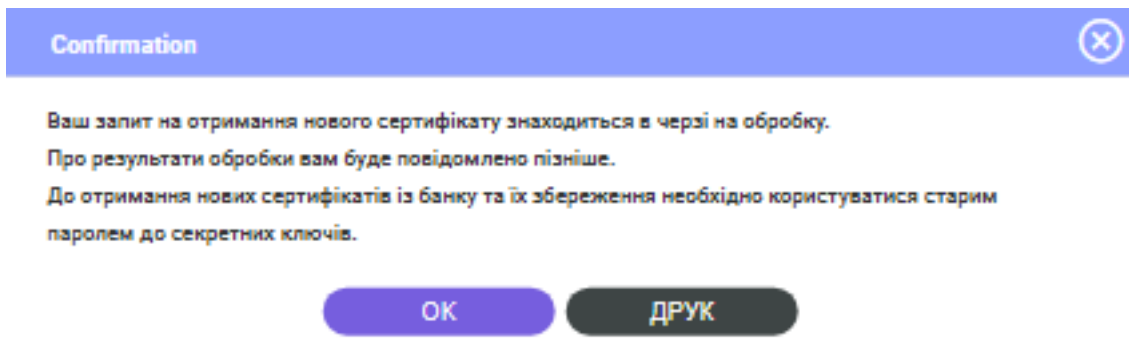 Confirmation
Ваш запит на отримання нового сертифікату знаходиться в черзі на обробку.
Про результати обробки вам буде повідомлено пізніше.
До отримання нових сертифікатів із банку та їх збереження необхідно користуватися старим
паролем до секретних ключів.
ОК ДРУК